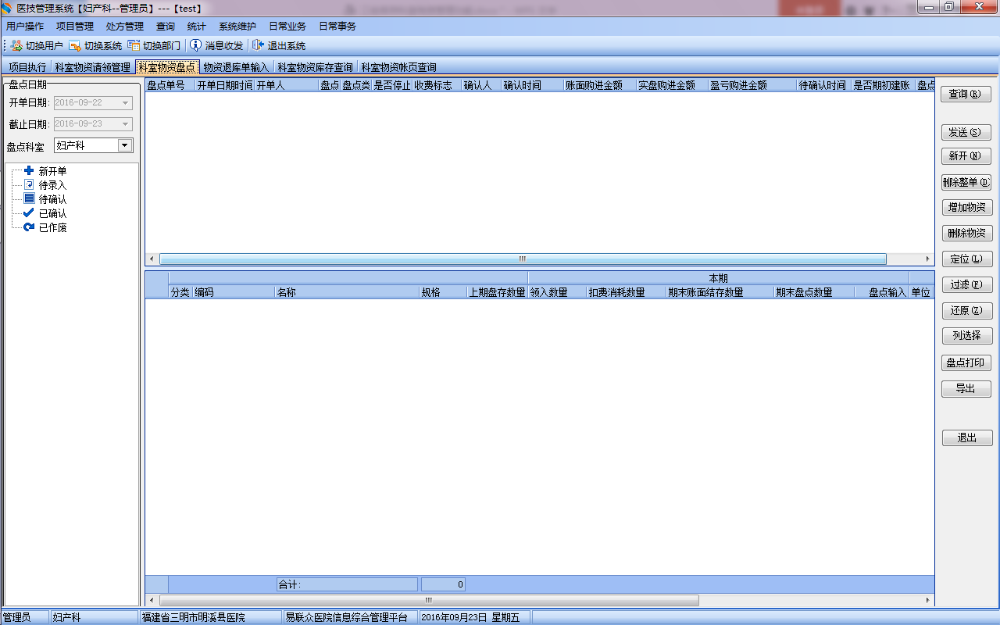 医技管理系统【妇产科--管理员】---【test】
用户操作 项目管理 处方管理 查询 统计 系统维护 日常业务 日常事务
切换用户 切换系统 切换部门 消息收发 退出系统
项目执行 科室物资请领管理 科室物资盘点 物资退库单输入 科室物资库存查询 科室物资帐页查询
盘点日期
开单日期: 2016-09-22
截止日期: 2016-09-23
盘点科室 妇产科
新开单
待录入
待确认
已确认
已作废
盘点单号 开单日期时间 开单人 盘点 盘点类 是否停止 收费标志 确认人 确认时间 账面购进金额 实盘购进金额 盈亏购进金额 待确认时间 是否期初建账 盘点
本期
分类 编码 名称 规格 上期盘存数量 领入数量 扣费消耗数量 期末账面结存数量 期末盘点数量 盘点输入 单位
合计: 0
查询(R)
发送(S)
新开(N)
删除整单(D)
增加物资
删除物资
定位(L)
过滤(F)
还原(Z)
列选择
盘点打印
导出
退出
管理员 妇产科 福建省三明市明溪县医院 易联众医院信息综合管理平台 2016年09月23日 星期五